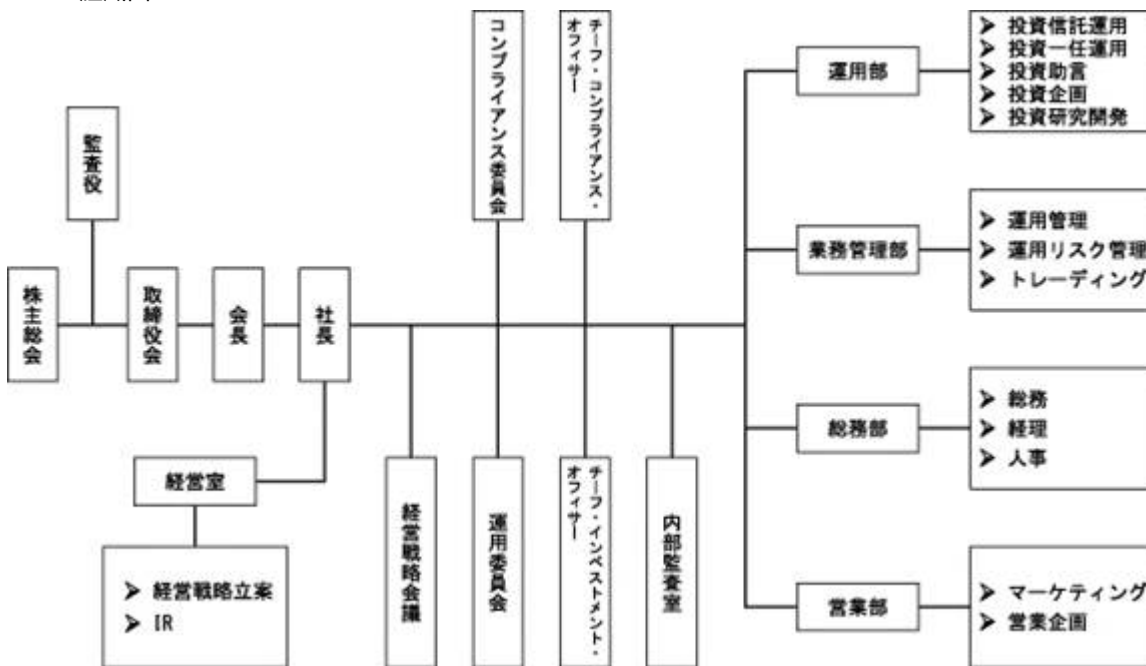 監査役
株主総会
取締役会
会長
社長
経営室
➤ 経営戦略立案
➤ IR
コンプライアンス委員会
チーフ・コンプライアンス・
オフィサー
経営戦略会議
運用委員会
チーフ・インベストメント・
オフィサー
内部監査室
運用部
➤ 投資信託運用
➤ 投資一任運用
➤ 投資助言
➤ 投資企画
➤ 投資研究開発
業務管理部
➤ 運用管理
➤ 運用リスク管理
➤ トレーディング
総務部
➤ 総務
➤ 経理
➤ 人事
営業部
➤ マーケティング
➤ 営業企画